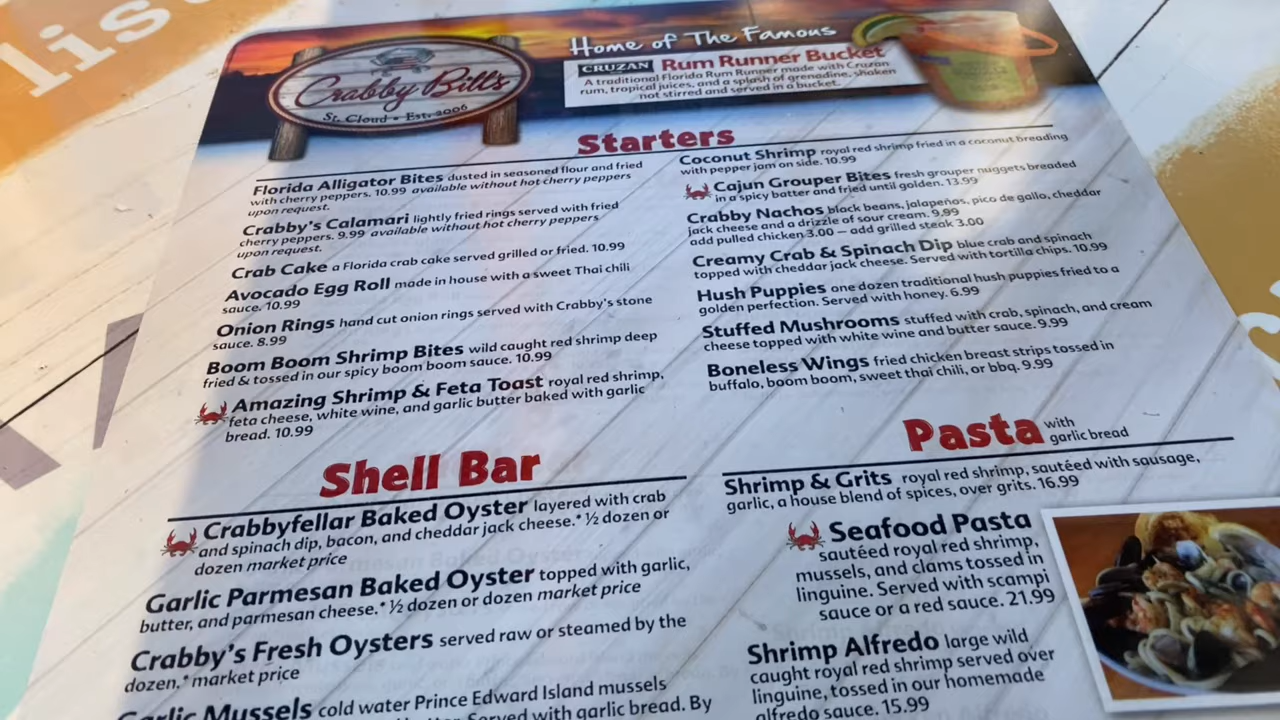 list
Crabby Bill's
St. Cloud - Est. 2006
Home of The Famous
CRUZAN Rum Runner Bucket
A traditional Florida Rum Runner made with Cruzan
rum, tropical juices, and a splash of grenadine, shaken
not stirred and served in a bucket.
Starters
Florida Alligator Bites dusted in seasoned flour and fried
with cherry peppers. 10.99 available without hot cherry peppers
upon request.
Crabby's Calamari lightly fried rings served with fried
cherry peppers. 9.99 available without hot cherry peppers
upon request.
Crab Cake a Florida crab cake served grilled or fried. 10.99
Avocado Egg Roll made in house with a sweet Thai chili
sauce. 10.99
Onion Rings hand cut onion rings served with Crabby's stone
sauce. 8.99
Boom Boom Shrimp Bites wild caught red shrimp deep
fried & tossed in our spicy boom boom sauce. 10.99
Amazing Shrimp & Feta Toast royal red shrimp,
feta cheese, white wine, and garlic butter baked with garlic
bread. 10.99
Coconut Shrimp royal red shrimp fried in a coconut breading
with pepper jam on side. 10.99
Cajun Grouper Bites fresh grouper nuggets breaded
in a spicy batter and fried until golden. 13.99
Crabby Nachos black beans, jalapeños, pico de gallo, cheddar
jack cheese and a drizzle of sour cream. 9.99
add pulled chicken 3.00 — add grilled steak 3.00
Creamy Crab & Spinach Dip blue crab and spinach
topped with cheddar jack cheese. Served with tortilla chips. 10.99
Hush Puppies one dozen traditional hush puppies fried to a
golden perfection. Served with honey. 6.99
Stuffed Mushrooms stuffed with crab, spinach, and cream
cheese topped with white wine and butter sauce. 9.99
Boneless Wings fried chicken breast strips tossed in
buffalo, boom boom, sweet thai chili, or bbq. 9.99
Shell Bar
Crabbyfellar Baked Oyster layered with crab
and spinach dip, bacon, and cheddar jack cheese.* ½ dozen or
dozen market price
Garlic Parmesan Baked Oyster topped with garlic,
butter, and parmesan cheese.* ½ dozen or dozen market price
Crabby's Fresh Oysters served raw or steamed by the
dozen.* market price
Garlic Mussels cold water Prince Edward Island mussels
Served with garlic bread. By
Pasta with
garlic bread
Shrimp & Grits royal red shrimp, sautéed with sausage,
garlic, a house blend of spices, over grits. 16.99
Seafood Pasta
sautéed royal red shrimp,
mussels, and clams tossed in
linguine. Served with scampi
sauce or a red sauce. 21.99
Shrimp Alfredo large wild
caught royal red shrimp served over
linguine, tossed in our homemade
alfredo sauce. 15.99